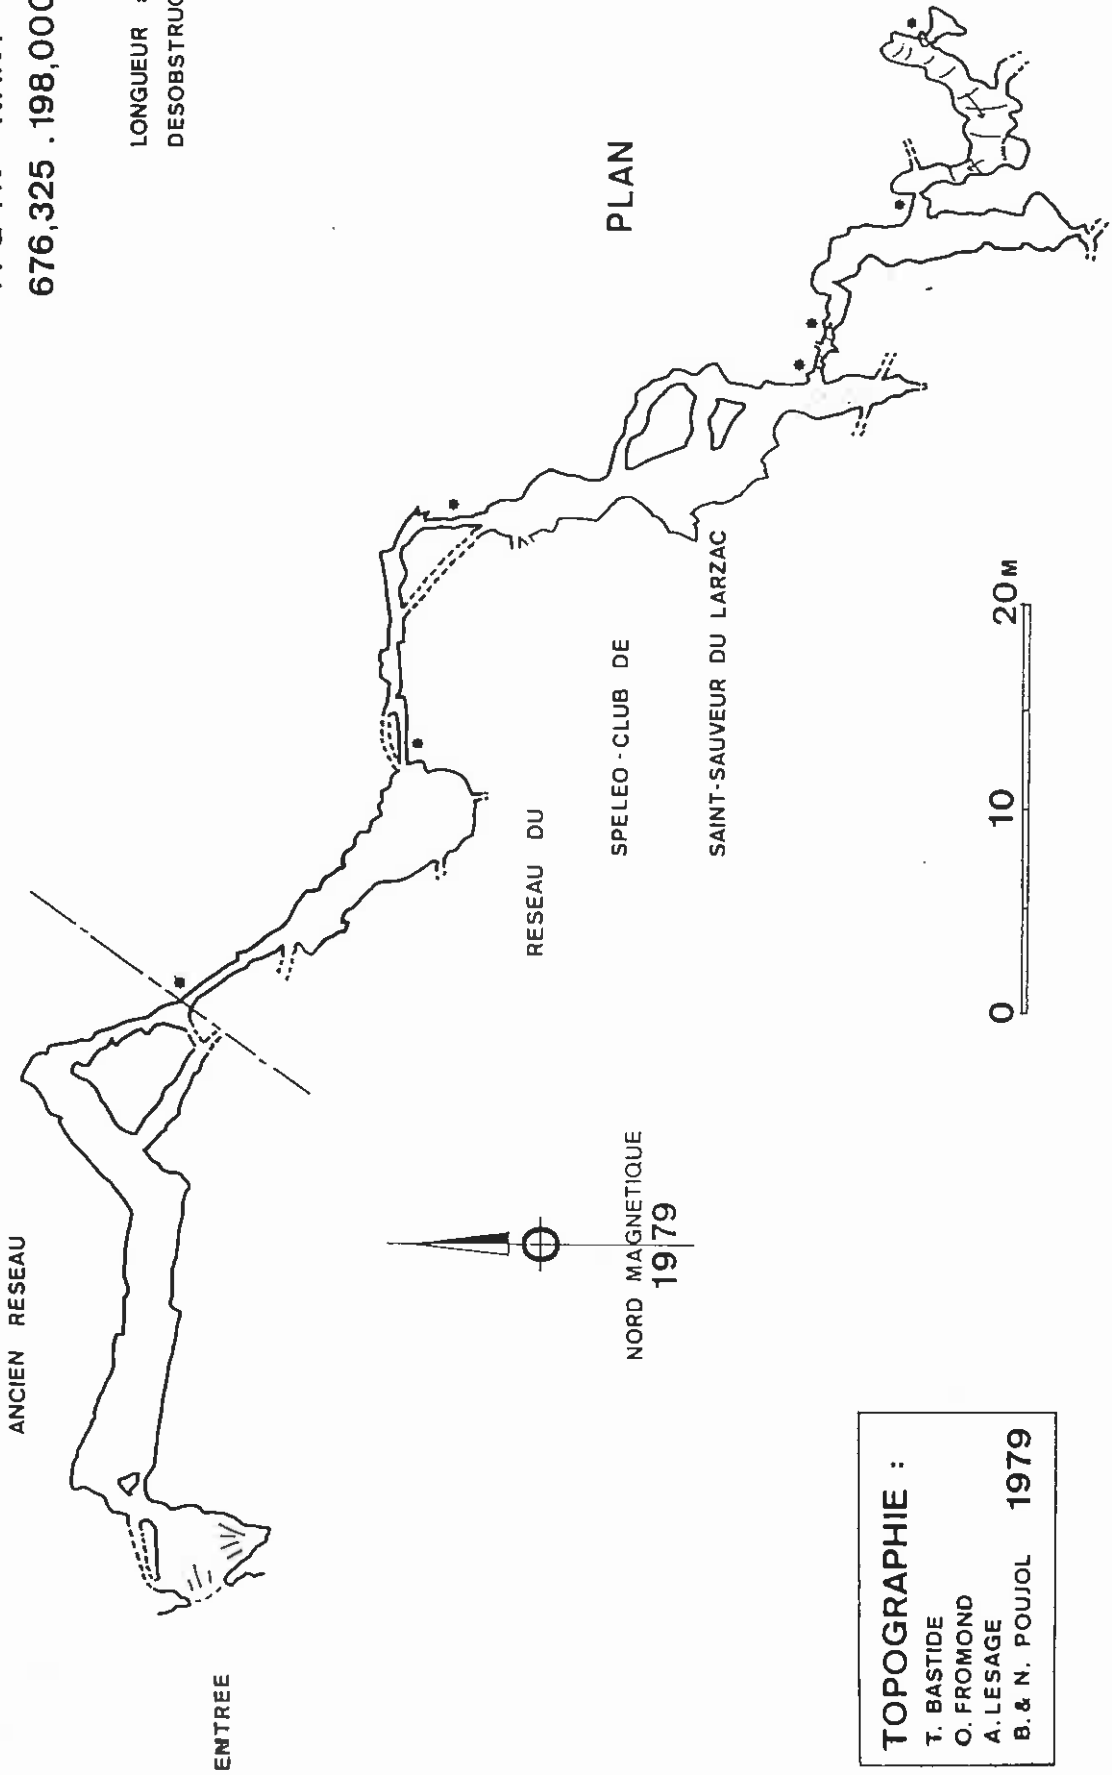 676,325 .198,000
LONGUEUR :
DESOBSTRUC
PLAN
ANCIEN RESEAU
ENTREE
RESEAU DU
SPELEO-CLUB DE
SAINT-SAUVEUR DU LARZAC
NORD MAGNETIQUE
1979
0 10 20M
TOPOGRAPHIE :
T. BASTIDE
O. FROMOND
A. LESAGE
B. & N. POUJOL 1979